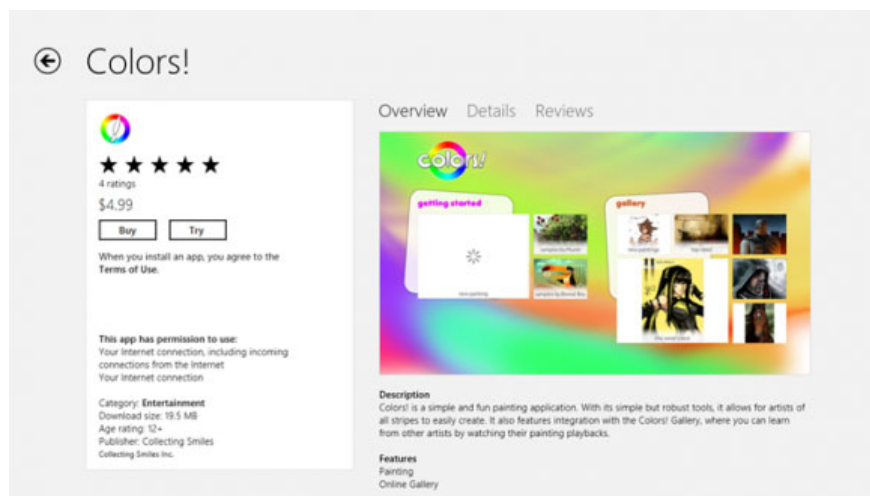 Colors!
4 ratings
$4.99
Buy Try
When you install an app, you agree to the
Terms of Use.
This app has permission to use:
Your Internet connection, including incoming
connections from the Internet
Your Internet connection
Category: Entertainment
Download size: 19.5 MB
Age rating: 12+
Publisher: Collecting Smiles
Collecting Smiles Inc.
Overview Details Reviews
colors!
getting started
new painting
gallery
new paintings
Description
Colors! is a simple and fun painting application. With its simple but robust tools, it allows for artists of
all stripes to easily create. It also features integration with the Colors! Gallery, where you can learn
from other artists by watching their painting playbacks.
Features
Painting
Online Gallery